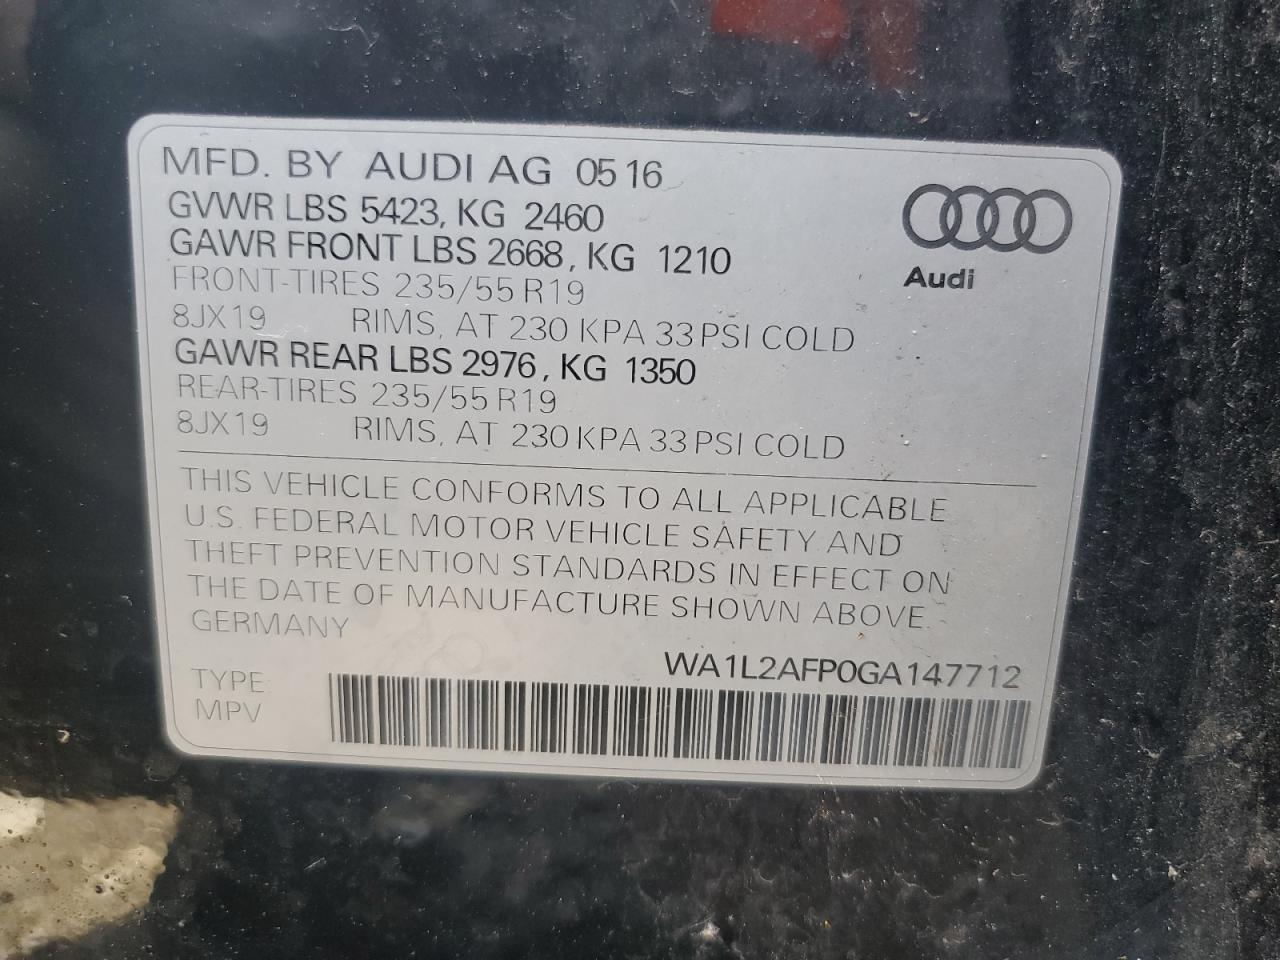 MFD. BY AUDI AG 05 16
GVWR LBS 5423, KG 2460
GAWR FRONT LBS 2668, KG 1210
FRONT-TIRES 235/55 R19
8JX19 RIMS, AT 230 KPA 33 PSI COLD
GAWR REAR LBS 2976, KG 1350
REAR-TIRES 235/55 R19
8JX19 RIMS, AT 230 KPA 33 PSI COLD
Audi
THIS VEHICLE CONFORMS TO ALL APPLICABLE
U.S. FEDERAL MOTOR VEHICLE SAFETY AND
THEFT PREVENTION STANDARDS IN EFFECT ON
THE DATE OF MANUFACTURE SHOWN ABOVE.
GERMANY
WA1L2AFP0GA147712
TYPE:
MPV